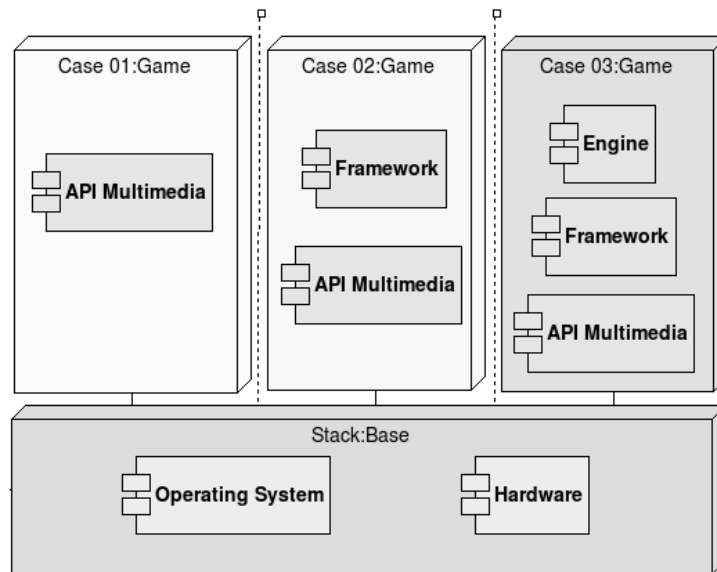 Case 01:Game
API Multimedia
Case 02:Game
Framework
API Multimedia
Case 03:Game
Engine
Framework
API Multimedia
Stack:Base
Operating System
Hardware